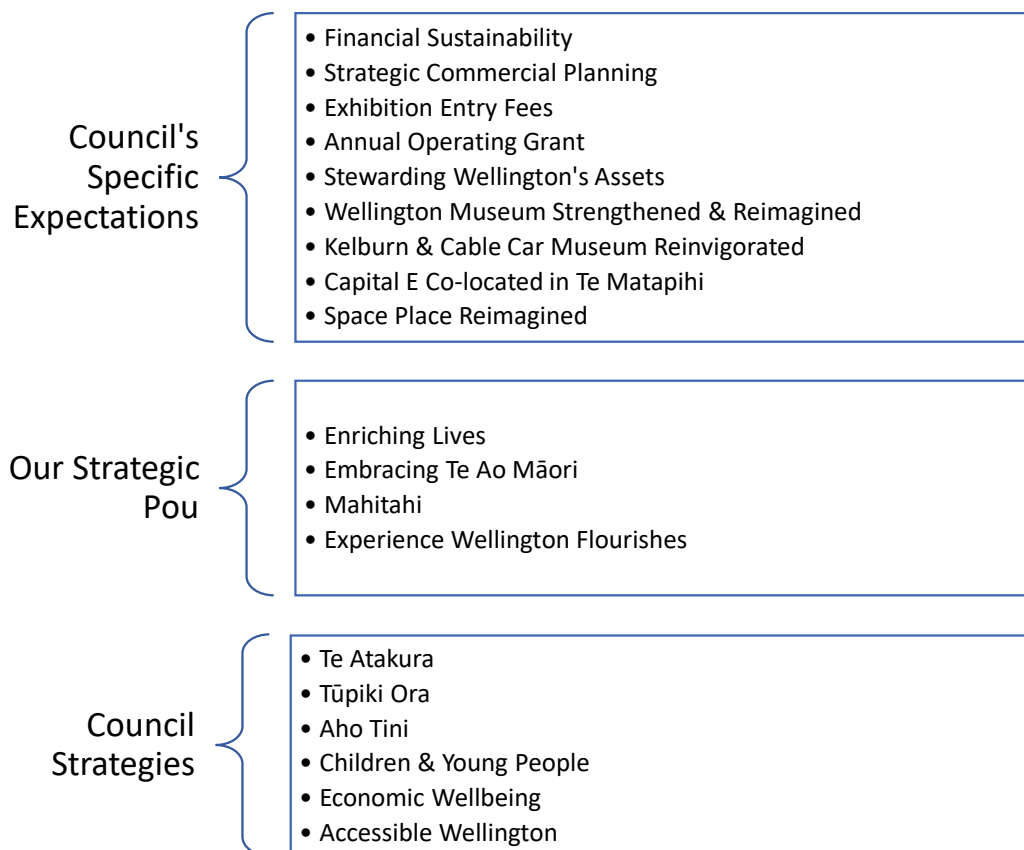 Council's
Specific
Expectations
• Financial Sustainability
• Strategic Commercial Planning
• Exhibition Entry Fees
• Annual Operating Grant
• Stewarding Wellington's Assets
• Wellington Museum Strengthened & Reimagined
• Kelburn & Cable Car Museum Reinvigorated
• Capital E Co-located in Te Matapihi
• Space Place Reimagined
Our Strategic
Pou
• Enriching Lives
• Embracing Te Ao Māori
• Mahitahi
• Experience Wellington Flourishes
Council
Strategies
• Te Atakura
• Tūpiki Ora
• Aho Tini
• Children & Young People
• Economic Wellbeing
• Accessible Wellington